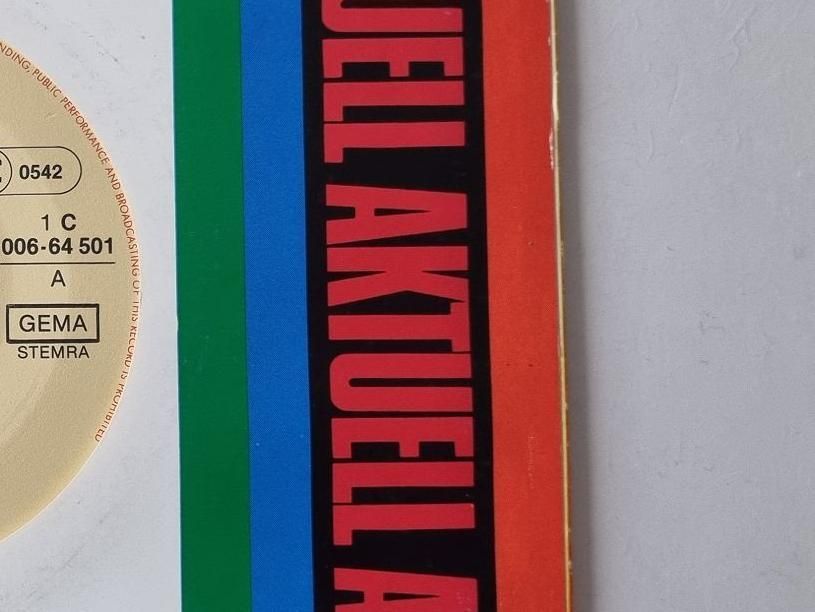 NDING, PUBLIC PERFORMANCE AND BROADCASTING OF THIS RECORD IS PROHIBITED
0542
1 C
006-64 501
A
GEMA
STEMRA
UELL AKTUELL A